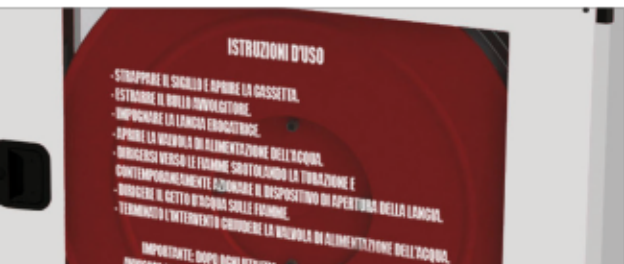 ISTRUZIONI D'USO
- STRAPPARE IL SIGILLO E APRIRE LA CASSETTA.
- ESTRARRE IL RULLO AVVOLGITORE.
- IMPUGNARE LA LANCIA EROGATRICE.
- APRIRE LA VALVOLA DI ALIMENTAZIONE DELL'ACQUA.
- DIRIGERSI VERSO LE FIAMME SROTOLANDO LA TUBAZIONE E
CONTEMPORANEAMENTE AZIONARE IL DISPOSITIVO DI APERTURA DELLA LANCIA.
- DIRIGERE IL GETTO D'ACQUA SULLE FIAMME.
- TERMINATO L'INTERVENTO CHIUDERE LA VALVOLA DI ALIMENTAZIONE DELL'ACQUA.
IMPORTANTE: DOPO OGNI